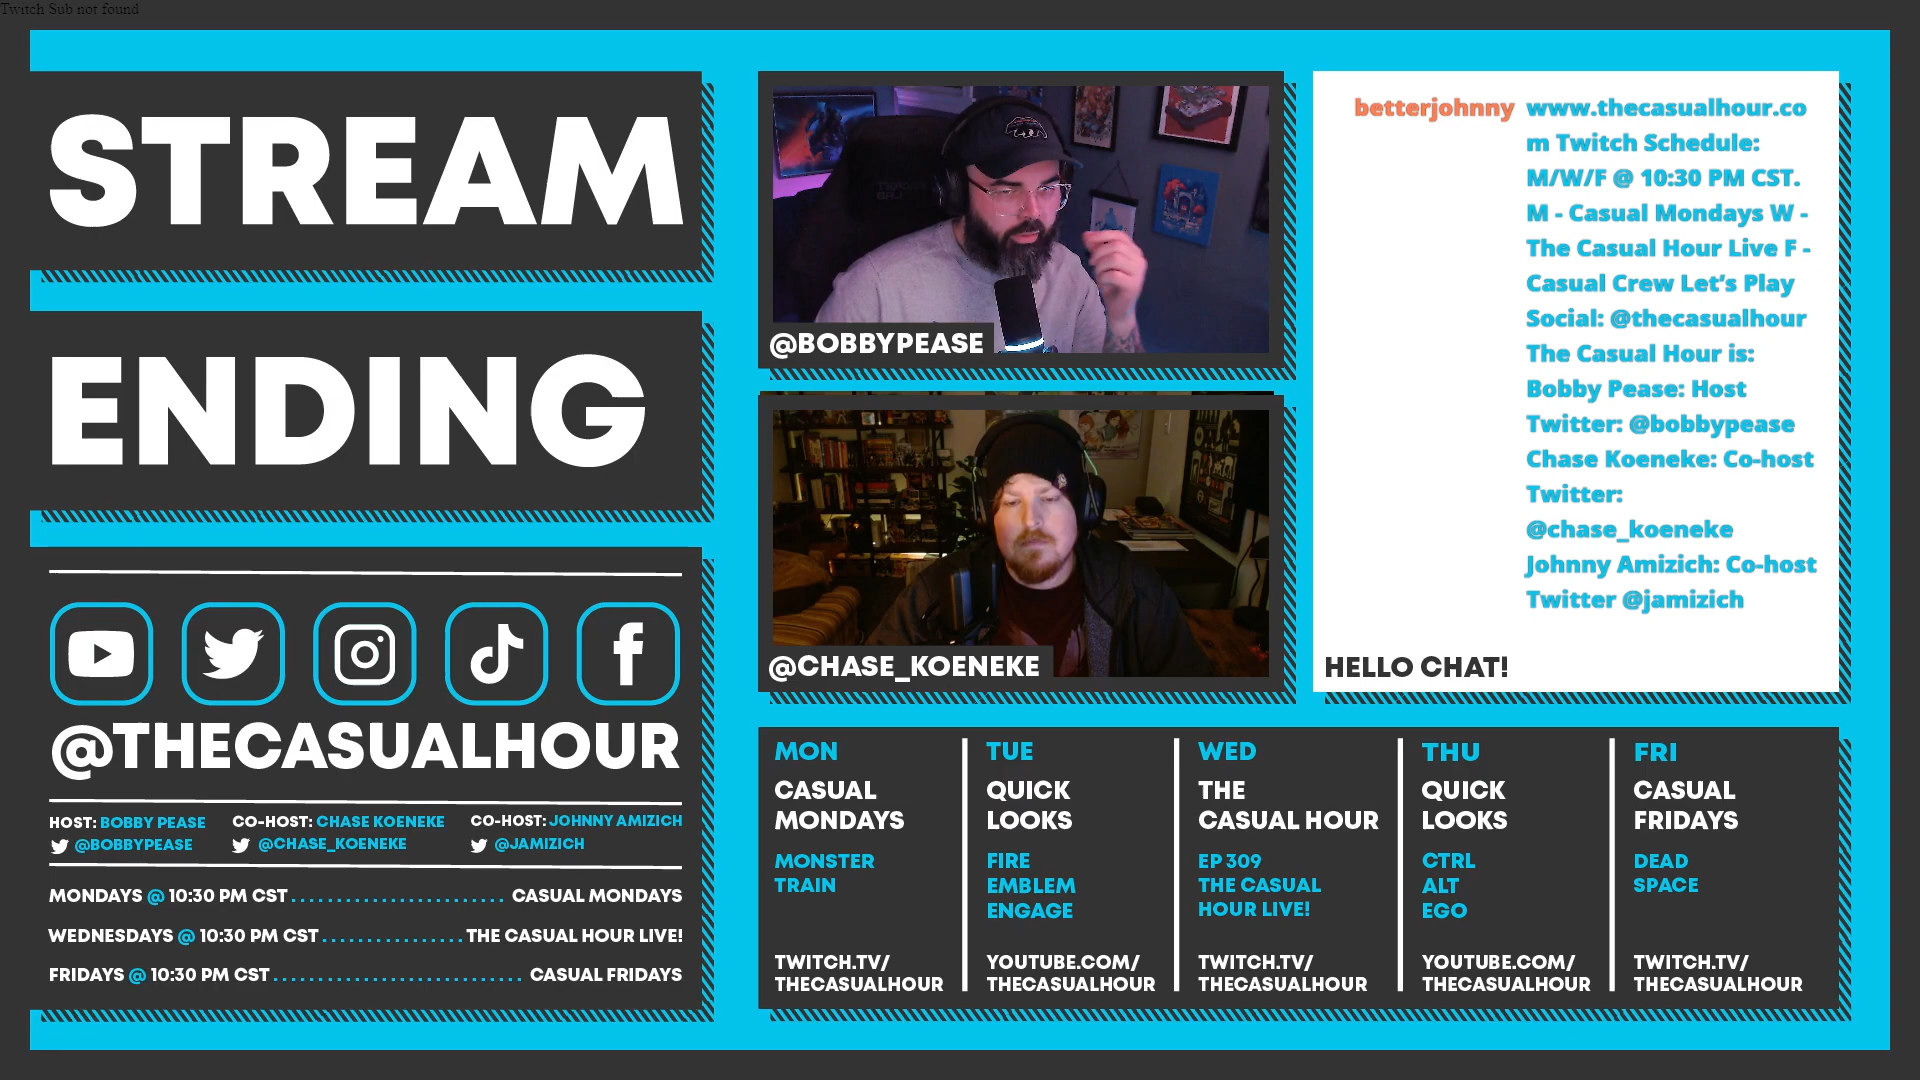 Twitch Sub not found
STREAM
ENDING
@THECASUALHOUR
HOST: BOBBY PEASE
@BOBBYPEASE
CO-HOST: CHASE KOENEKE
@CHASE_KOENEKE
CO-HOST: JOHNNY AMIZICH
@JAMIZICH
MONDAYS @ 10:30 PM CST........................CASUAL MONDAYS
WEDNESDAYS @ 10:30 PM CST................THE CASUAL HOUR LIVE!
FRIDAYS @ 10:30 PM CST............................CASUAL FRIDAYS
@BOBBYPEASE
@CHASE_KOENEKE
betterjohnny www.thecasualhour.co
m Twitch Schedule:
M/W/F @ 10:30 PM CST.
M - Casual Mondays W -
The Casual Hour Live F -
Casual Crew Let's Play
Social: @thecasualhour
The Casual Hour is:
Bobby Pease: Host
Twitter: @bobbypease
Chase Koeneke: Co-host
Twitter:
@chase_koeneke
Johnny Amizich: Co-host
Twitter @jamizich
HELLO CHAT!
MON
CASUAL
MONDAYS
MONSTER
TRAIN
TWITCH.TV/
THECASUALHOUR
TUE
QUICK
LOOKS
FIRE
EMBLEM
ENGAGE
YOUTUBE.COM/
THECASUALHOUR
WED
THE
CASUAL HOUR
EP 309
THE CASUAL
HOUR LIVE!
TWITCH.TV/
THECASUALHOUR
THU
QUICK
LOOKS
CTRL
ALT
EGO
YOUTUBE.COM/
THECASUALHOUR
FRI
CASUAL
FRIDAYS
DEAD
SPACE
TWITCH.TV/
THECASUALHOUR